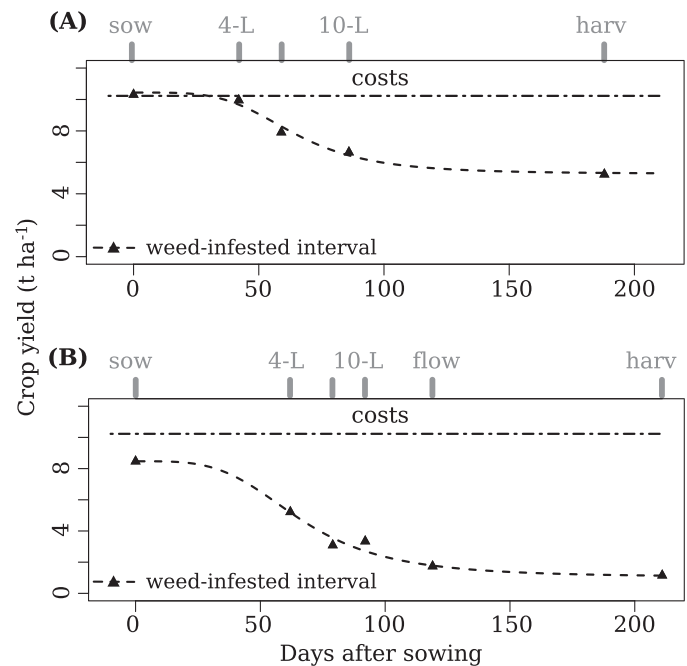 (A)
sow 4-L 10-L harv
costs
8
4
0
weed-infested interval
0 50 100 150 200
Crop yield (t ha⁻¹)
(B)
sow 4-L 10-L flow harv
costs
8
4
0
weed-infested interval
0 50 100 150 200
Days after sowing